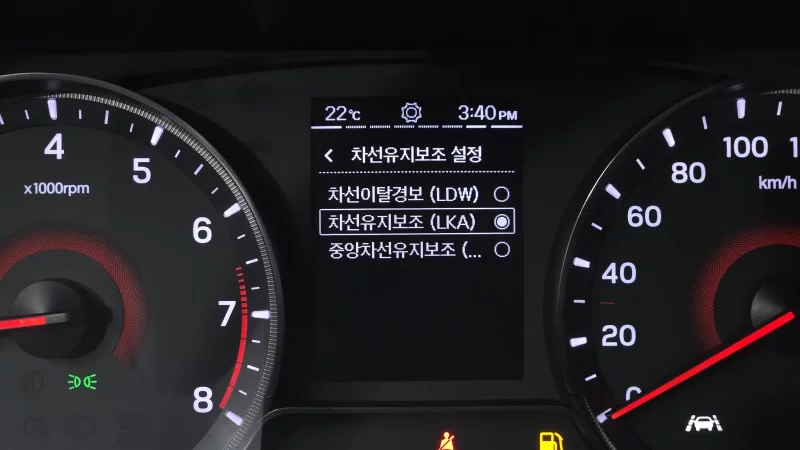 22°C 3:40 PM
차선유지보조 설정
차선이탈경보 (LDW)
차선유지보조 (LKA)
중앙차선유지보조 (...
4
5
x1000rpm
6
7
8
100
80
km/h
60
40
20
0